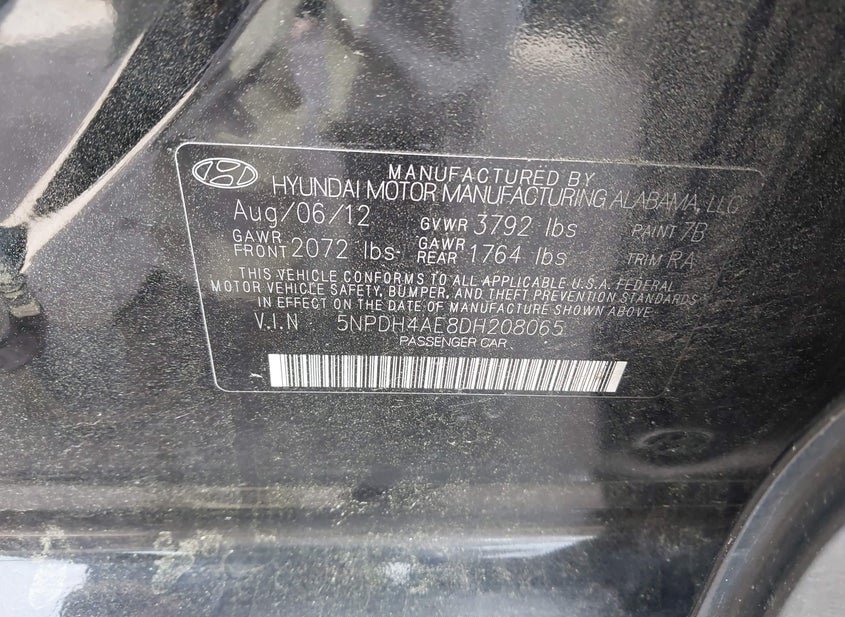 MANUFACTURED BY
HYUNDAI MOTOR MANUFACTURING ALABAMA, LLC
Aug/06/12 GVWR 3792 lbs PAINT 7B
GAWR FRONT 2072 lbs GAWR REAR 1764 lbs TRIM RA
THIS VEHICLE CONFORMS TO ALL APPLICABLE U.S.A. FEDERAL
MOTOR VEHICLE SAFETY, BUMPER, AND THEFT PREVENTION STANDARDS
IN EFFECT ON THE DATE OF MANUFACTURE SHOWN ABOVE.
V.I.N 5NPDH4AE8DH208065
PASSENGER CAR